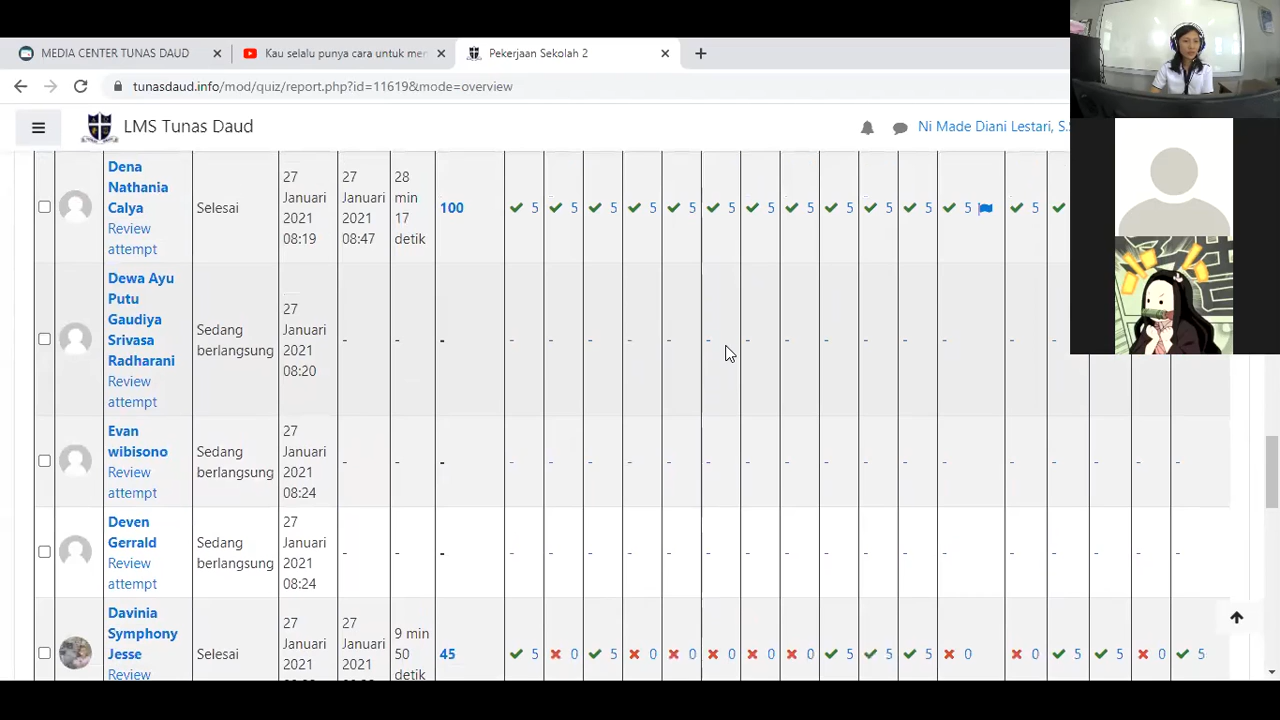 MEDIA CENTER TUNAS DAUD
Kau selalu punya cara untuk mer
Pekerjaan Sekolah 2
tunasdaud.info/mod/quiz/report.php?id=11619&mode=overview
LMS Tunas Daud
Ni Made Diani Lestari, S.S
Dena
Nathania
Calya
Review
attempt
Selesai
27
Januari
2021
08:19
27
Januari
2021
08:47
28
min
17
detik
100
5 5 5 5 5 5 5 5 5 5 5 5 5
Dewa Ayu
Putu
Gaudiya
Srivasa
Radharani
Review
attempt
Sedang
berlangsung
27
Januari
2021
08:20
- - - - - - - - - - - - - - - - -
Evan
wibisono
Review
attempt
Sedang
berlangsung
27
Januari
2021
08:24
- - - - - - - - - - - - - - - - - - - -
Deven
Gerrald
Review
attempt
Sedang
berlangsung
27
Januari
2021
08:24
- - - - - - - - - - - - - - - - - - - -
Davinia
Symphony
Jesse
Review
Selesai
27
Januari
2021
27
Januari
2021
9 min
50
detik
45
5 0 5 0 0 0 0 0 5 5 5 0 0 5 5 0 5